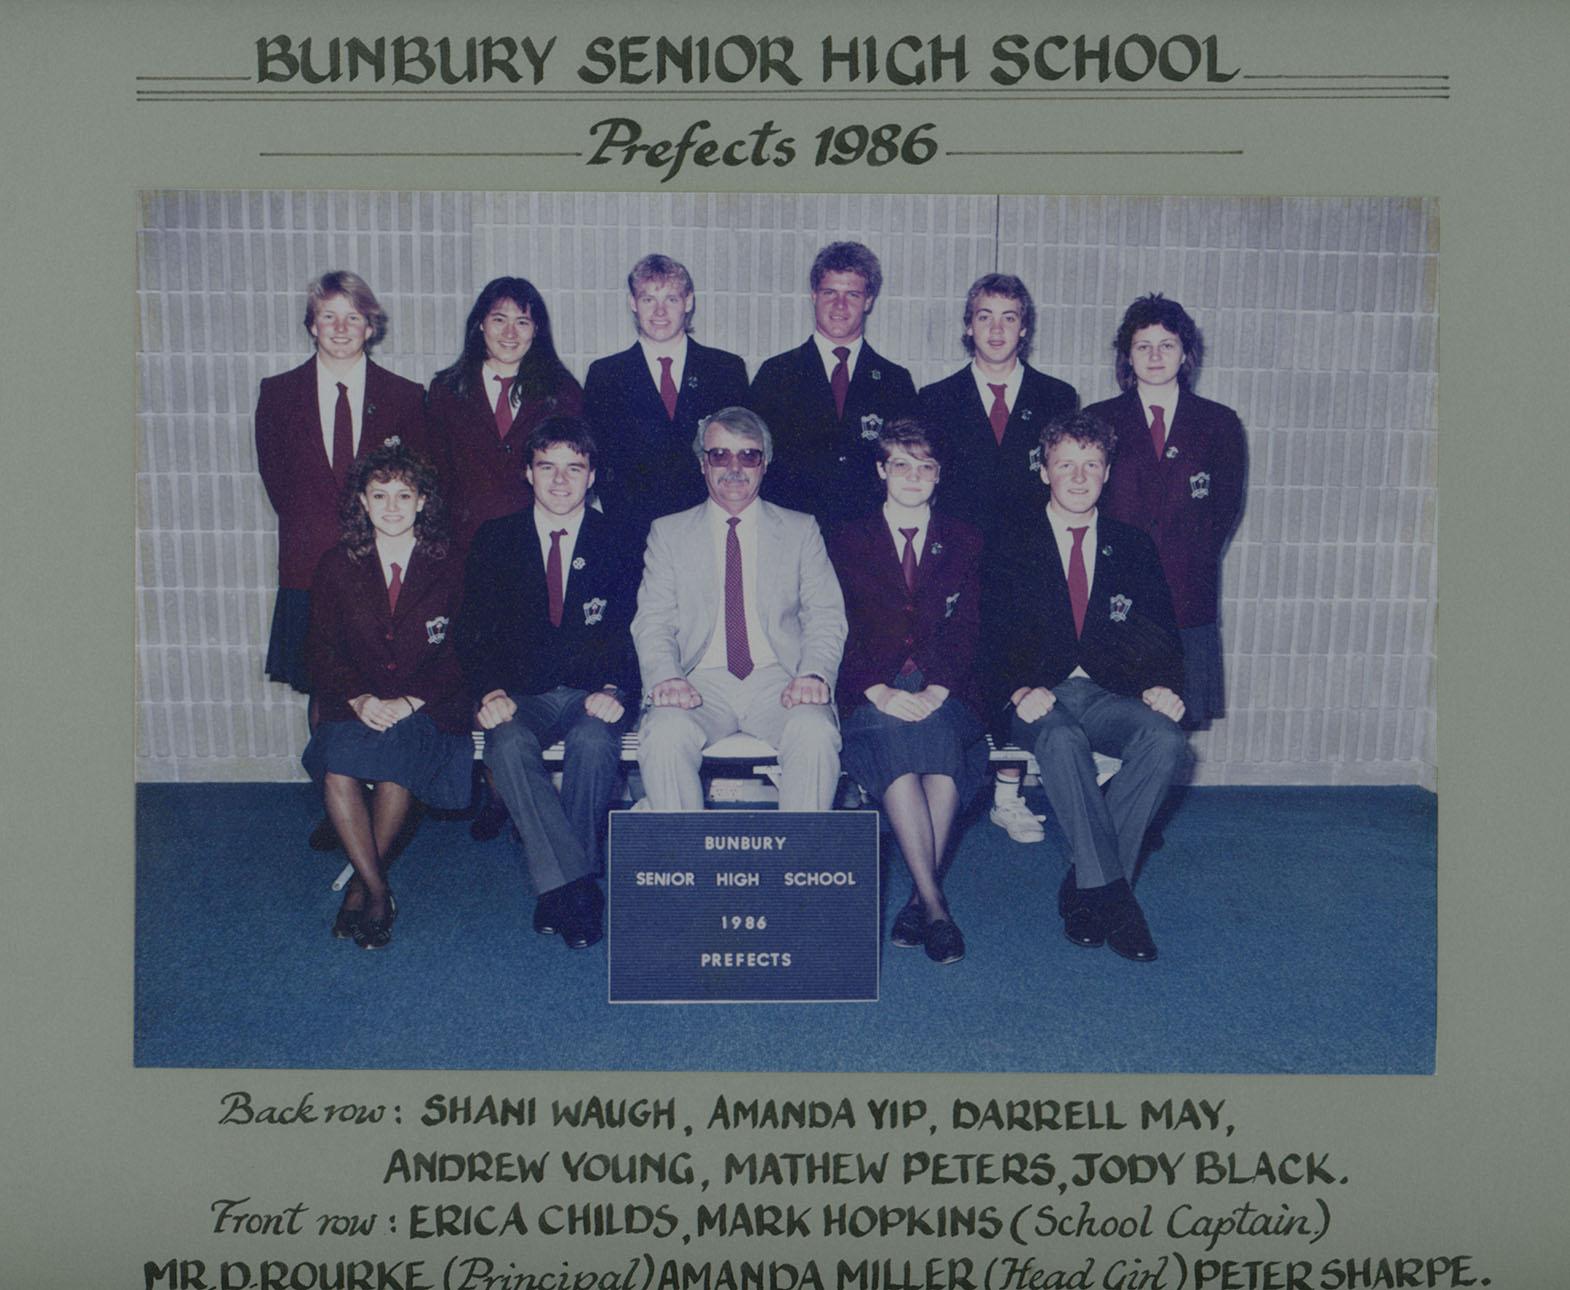 BUNBURY SENIOR HIGH SCHOOL
Prefects 1986
BUNBURY
SENIOR HIGH SCHOOL
1986
PREFECTS
Back row: SHANI WAUGH, AMANDA YIP, DARRELL MAY,
ANDREW YOUNG, MATHEW PETERS, JODY BLACK.
Front row: ERICA CHILDS, MARK HOPKINS (School Captain)
MR. D. ROURKE (Principal) AMANDA MILLER (Head Girl) PETER SHARPE.